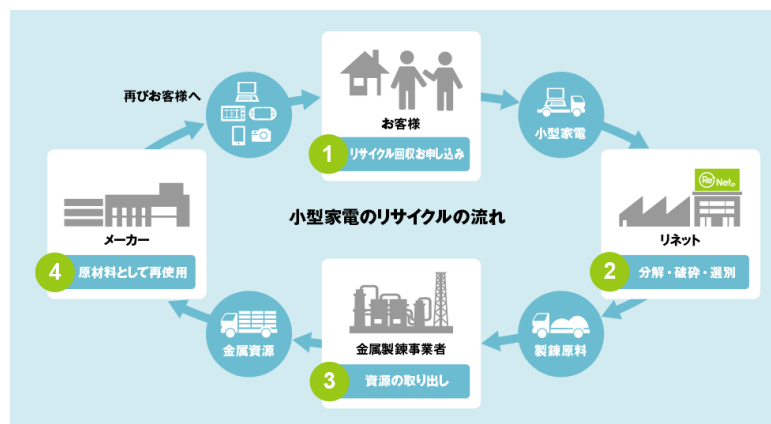 再びお客様へ
お客様
1 リサイクル回収お申し込み
小型家電
ReNet.jp
リネット
2 分解・破砕・選別
製錬原料
金属製錬事業者
3 資源の取り出し
金属資源
メーカー
4 原材料として再使用
小型家電のリサイクルの流れ